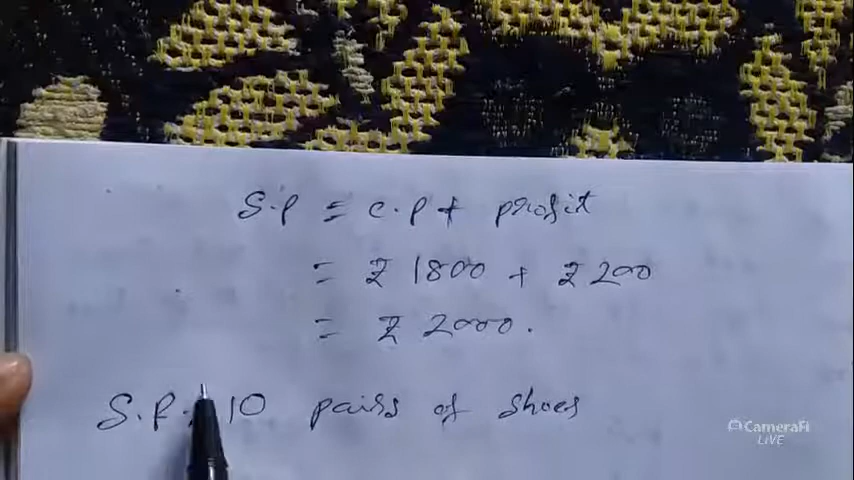 S.P = C.P + profit
= ₹ 1800 + ₹ 200
= ₹ 2000.
S.P, 10 pairs of shoes
CameraFi
LIVE